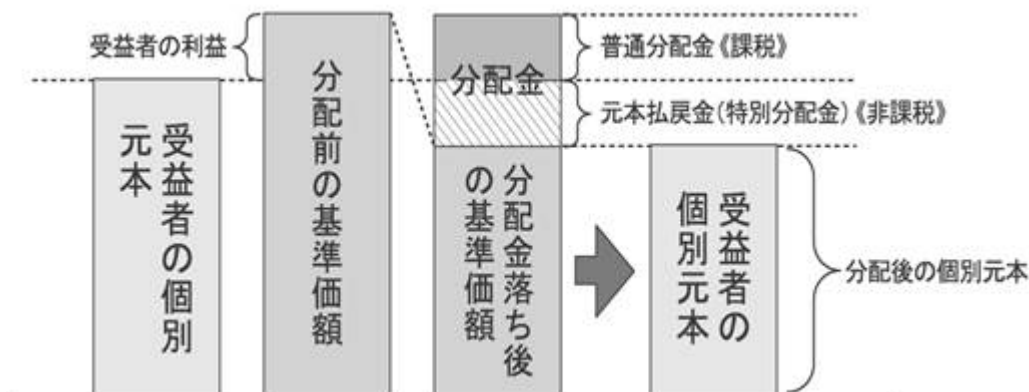 受益者の利益
受益者の個別
元本
分配前の基準価額
分配金
分配金落ち後
の基準価額
普通分配金《課税》
元本払戻金(特別分配金)《非課税》
受益者の
個別元本
分配後の個別元本